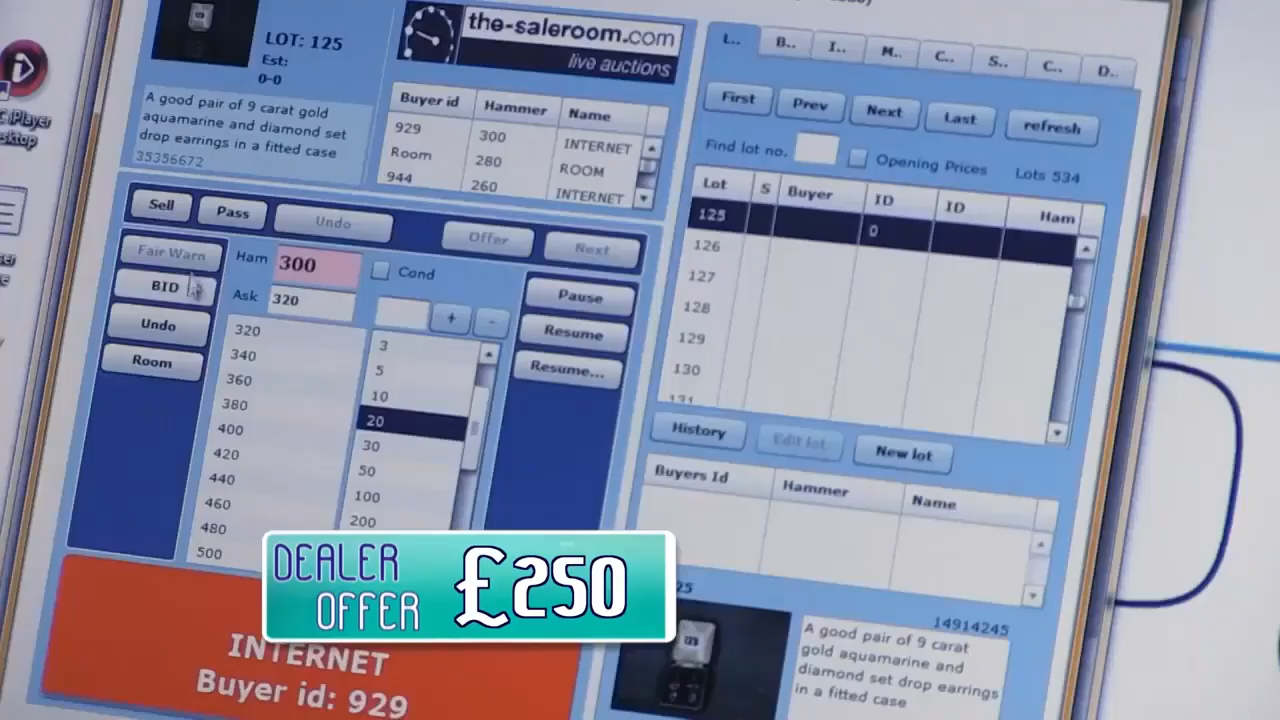 LOT: 125
Est:
0-0
A good pair of 9 carat gold
aquamarine and diamond set
drop earrings in a fitted case
35356672
the-saleroom.com
live auctions
Buyer id Hammer Name
929 300 INTERNET
Room 280 ROOM
944 260 INTERNET
L.. B.. I.. M.. C.. S.. C.. D..
First Prev Next Last refresh
Find lot no. Opening Prices Lots 534
Lot S Buyer ID ID Ham
125 0
126
127
128
129
130
131
History Edit lot New lot
Buyers Id Hammer Name
Sell Pass Undo Offer Next
Fair Warn
BID
Undo
Room
Ham 300 Cond
Ask 320 + -
320
340
360
380
400
420
440
460
480
500
3
5
10
20
30
50
100
200
Pause
Resume
Resume...
DEALER
OFFER
£250
INTERNET
Buyer id: 929
14914245
A good pair of 9 carat
gold aquamarine and
diamond set drop earrings
in a fitted case
iPlayer